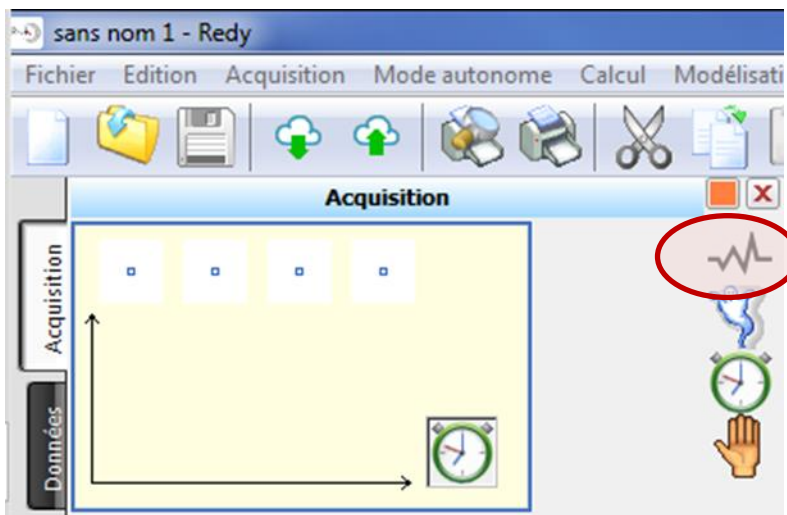 sans nom 1 - Redy
Fichier Edition Acquisition Mode autonome Calcul Modélisati
Acquisition
Acquisition
Données